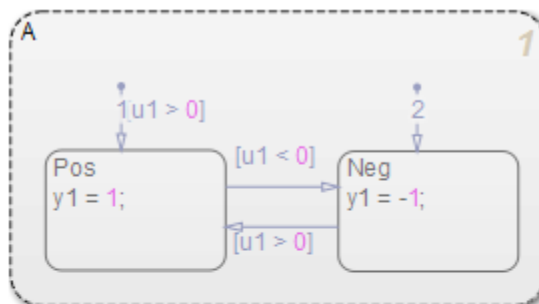 A
1
1[u1 > 0]
2
Pos
y1 = 1;
[u1 < 0]
Neg
y1 = -1;
[u1 > 0]